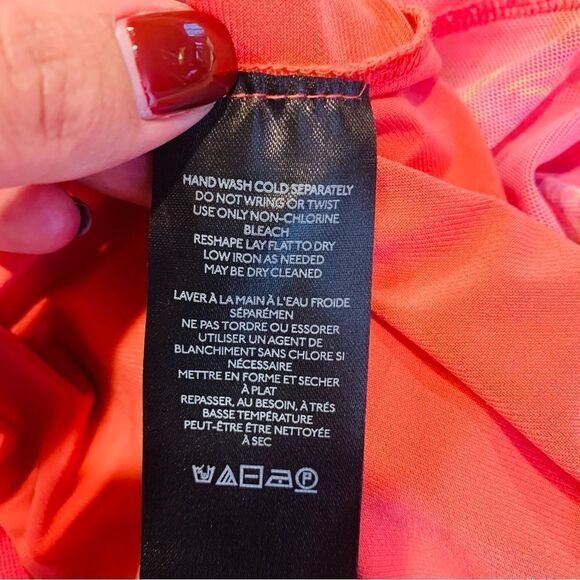 HAND WASH COLD SEPARATELY
DO NOT WRING OR TWIST
USE ONLY NON-CHLORINE
BLEACH
RESHAPE LAY FLAT TO DRY
LOW IRON AS NEEDED
MAY BE DRY CLEANED
LAVER À LA MAIN À L'EAU FROIDE
SÉPARÉMEN
NE PAS TORDRE OU ESSORER
UTILISER UN AGENT DE
BLANCHIMENT SANS CHLORE SI
NÉCESSAIRE
METTRE EN FORME ET SECHER
À PLAT
REPASSER, AU BESOIN, À TRÉS
BASSE TEMPÉRATURE
PEUT-ÊTRE ÊTRE NETTOYÉE
À SEC
P